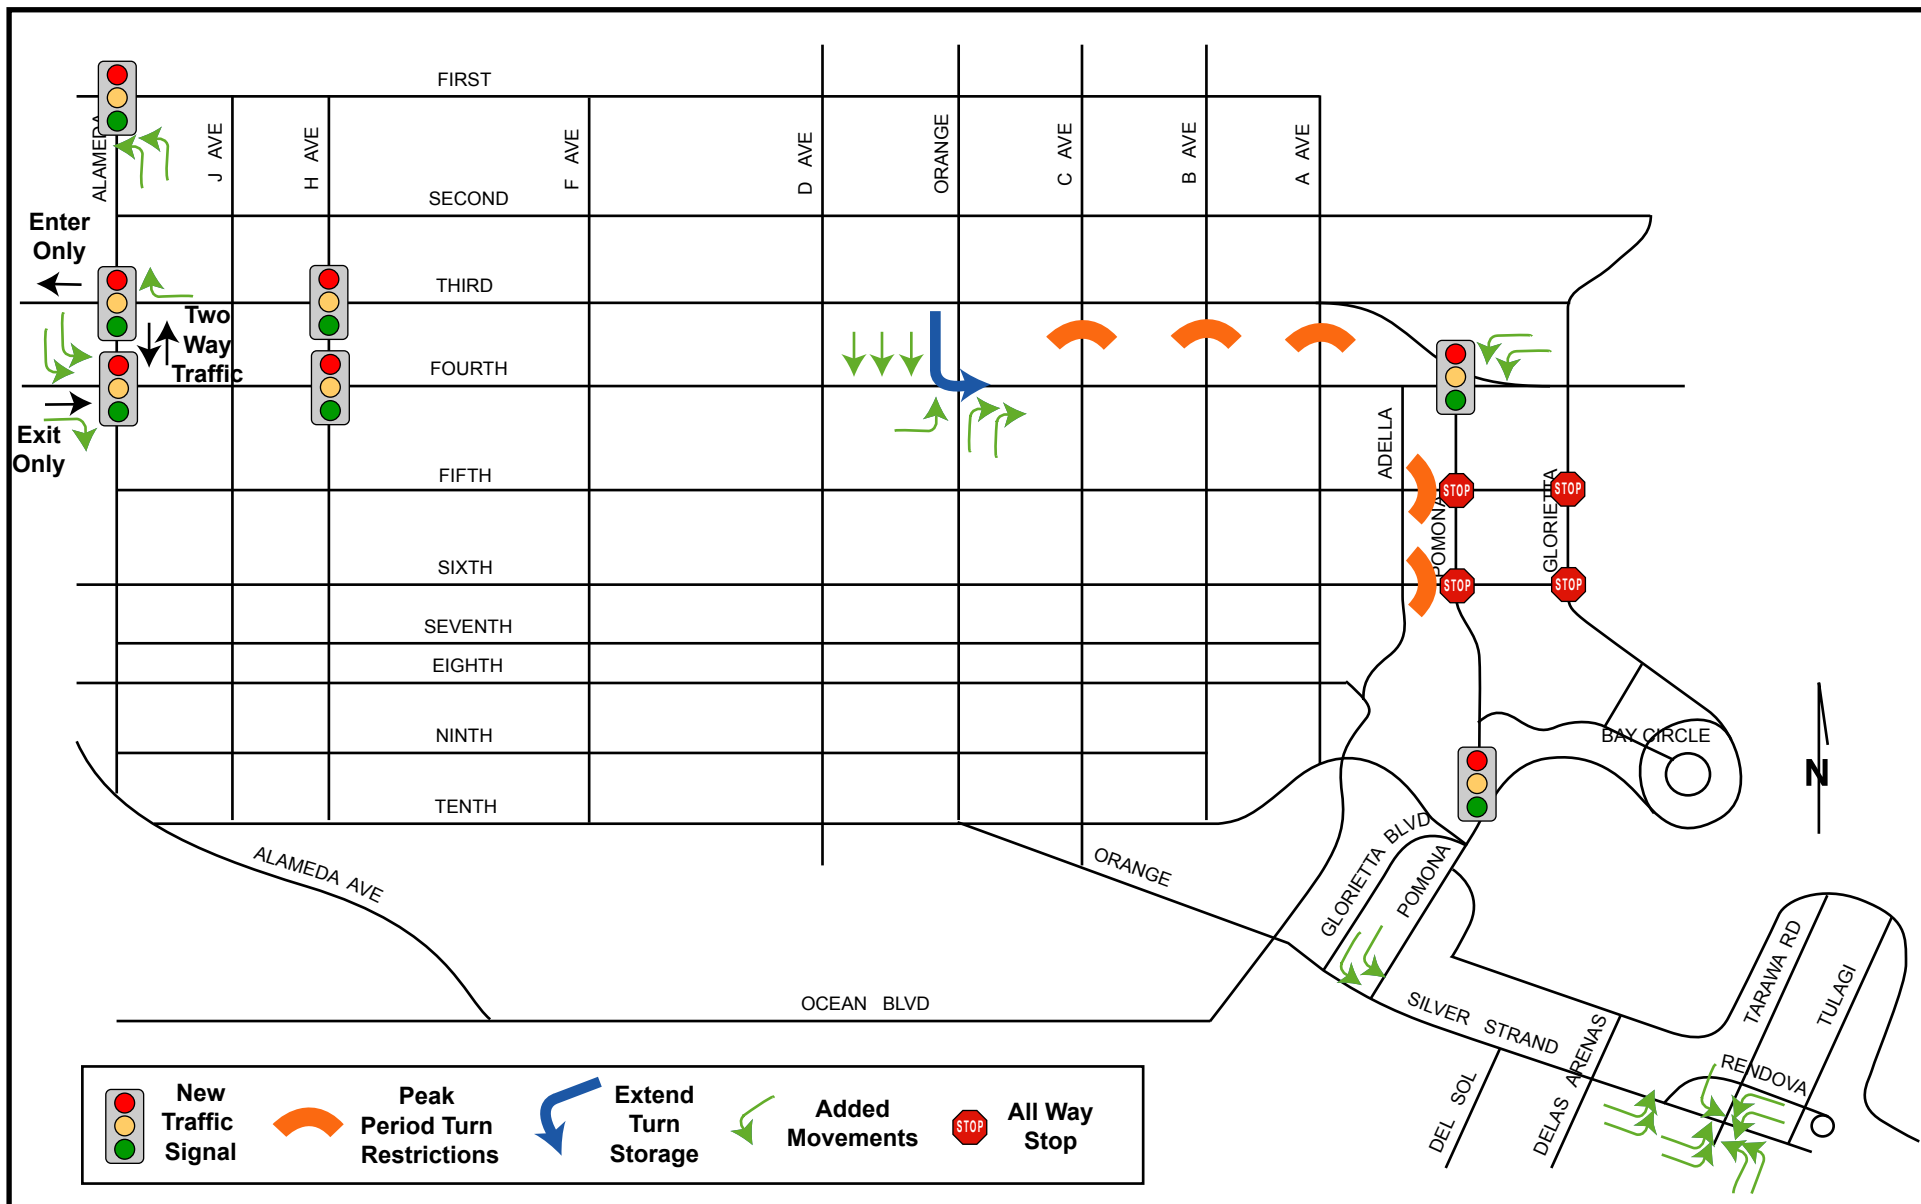 FIRST
ALAMEDA
J AVE
H AVE
F AVE
D AVE
ORANGE
C AVE
B AVE
A AVE
SECOND
Enter
Only
THIRD
Two
Way
Traffic
FOURTH
Exit
Only
ADELLA
FIFTH
STOP
STOP
POMONA
GLORIETTA
SIXTH
STOP
STOP
SEVENTH
EIGHTH
NINTH
BAY CIRCLE
N
TENTH
ALAMEDA AVE
ORANGE
GLORIETTA BLVD
POMONA
OCEAN BLVD
SILVER STRAND
TARAWA RD
TULAGI
RENDOVA
DEL SOL
DELAS ARENAS
New
Traffic
Signal
Peak
Period Turn
Restrictions
Extend
Turn
Storage
Added
Movements
STOP
All Way
Stop